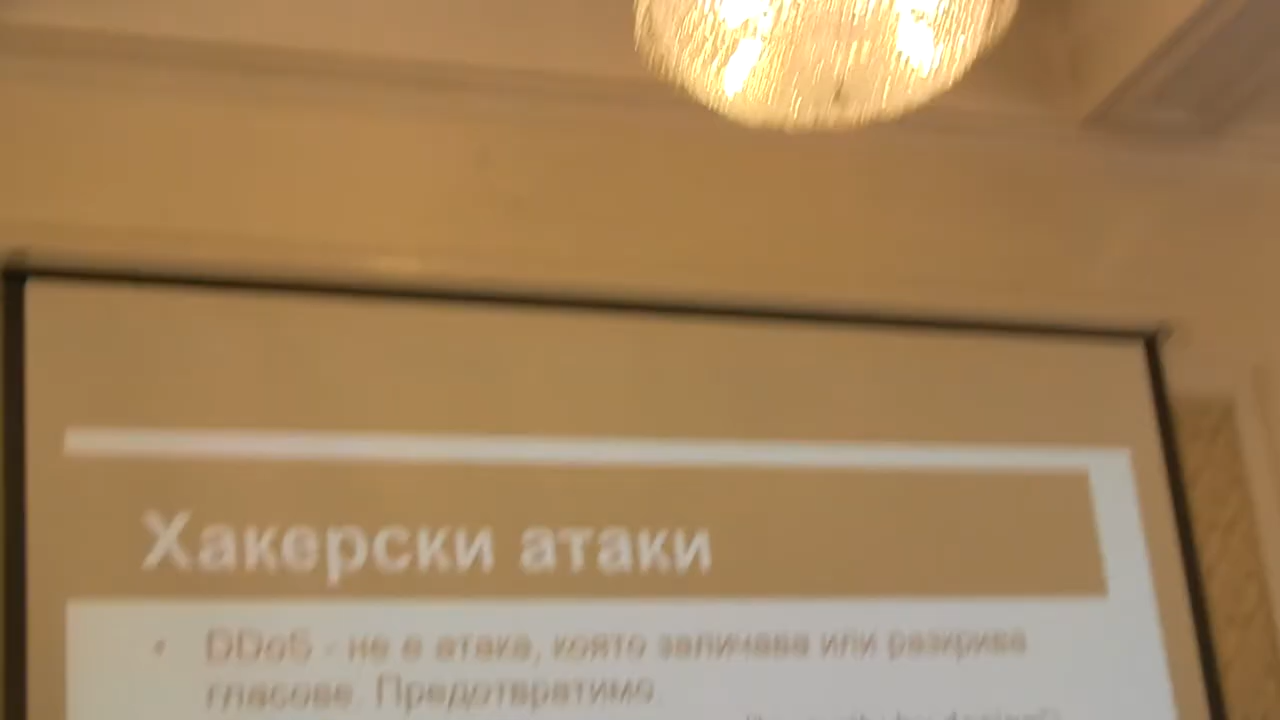 Хакерски атаки
• DDoS - не е атака, която заличава или разкрива
гласове. Предотвратимо.